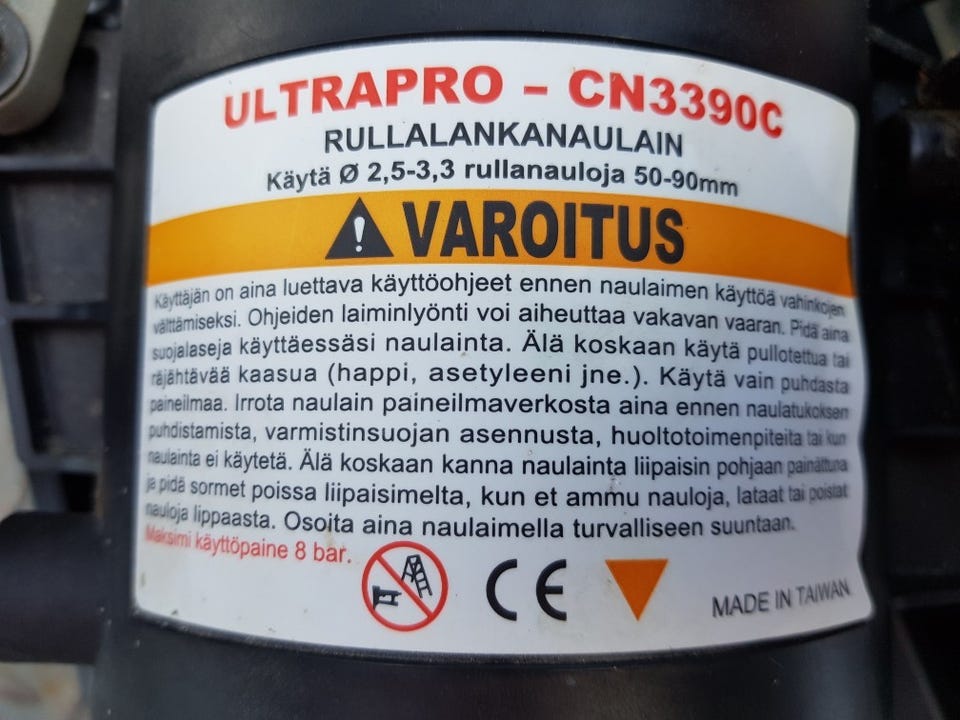 ULTRAPRO - CN3390C
RULLALANKANAULAIN
Käytä Ø 2,5-3,3 rullanauloja 50-90mm
! VAROITUS
Käyttäjän on aina luettava käyttöohjeet ennen naulaimen käyttöä vahinkojen
välttämiseksi. Ohjeiden laiminlyönti voi aiheuttaa vakavan vaaran. Pidä aina
suojalaseja käyttäessäsi naulainta. Älä koskaan käytä pullotettua tai
räjähtävää kaasua (happi, asetyleeni jne.). Käytä vain puhdasta
paineilmaa. Irrota naulain paineilmaverkosta aina ennen naulatukoksen
puhdistamista, varmistinsuojan asennusta, huoltotoimenpiteita tai kun
naulainta ei käytetä. Älä koskaan kanna naulainta liipaisin pohjaan painättuna
ja pidä sormet poissa liipaisimelta, kun et ammu nauloja, lataat tai poistat
nauloja lippaasta. Osoita aina naulaimella turvalliseen suuntaan.
Maksimi käyttöpaine 8 bar.
CE
MADE IN TAIWAN